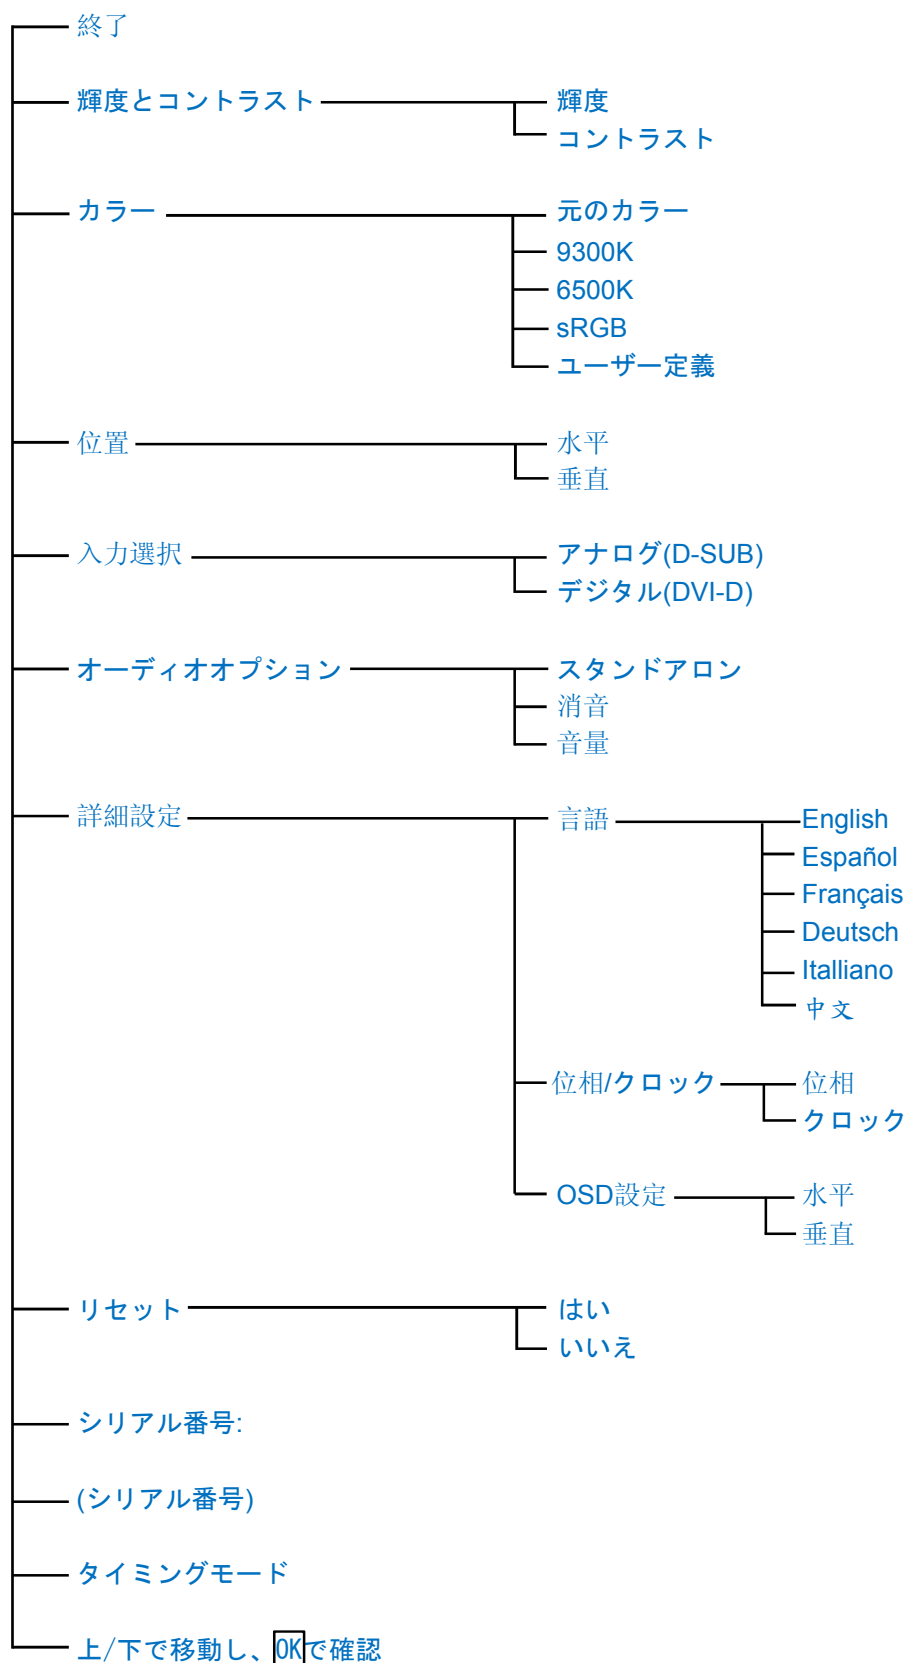 終了
輝度とコントラスト
輝度
コントラスト
カラー
元のカラー
9300K
6500K
sRGB
ユーザー定義
位置
水平
垂直
入力選択
アナログ(D-SUB)
デジタル(DVI-D)
オーディオオプション
スタンドアロン
消音
音量
詳細設定
言語
English
Español
Français
Deutsch
Italliano
中文
位相/クロック
位相
クロック
OSD設定
水平
垂直
リセット
はい
いいえ
シリアル番号:
(シリアル番号)
タイミングモード
上/下で移動し、OKで確認